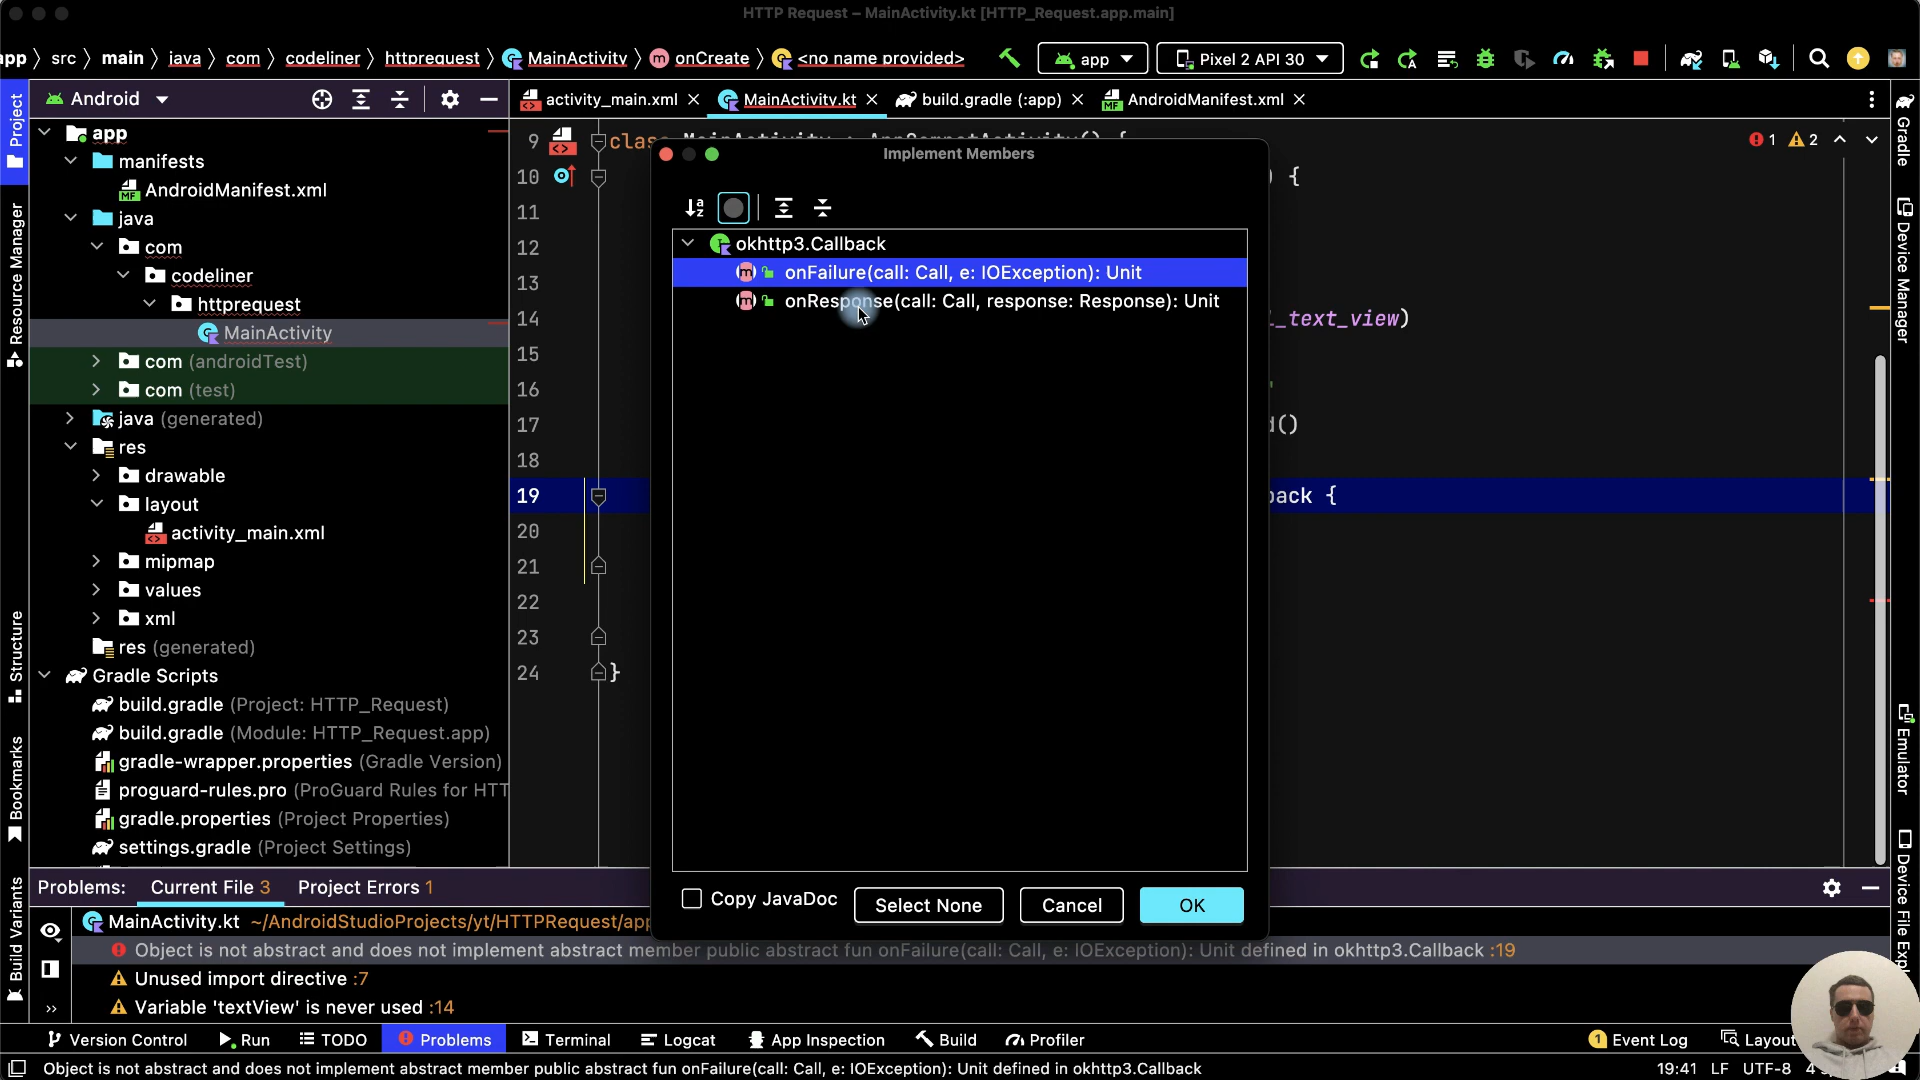 HTTP Request – MainActivity.kt [HTTP_Request.app.main]
app 〉 src 〉 main 〉 java 〉 com 〉 codeliner 〉 httprequest 〉 MainActivity 〉 onCreate 〉 <no name provided>
app
Pixel 2 API 30
Android
activity_main.xml
MainActivity.kt
build.gradle (:app)
AndroidManifest.xml
Project
Resource Manager
Structure
Bookmarks
Build Variants
app
manifests
AndroidManifest.xml
java
com
codeliner
httprequest
MainActivity
com (androidTest)
com (test)
java (generated)
res
drawable
layout
activity_main.xml
mipmap
values
xml
res (generated)
Gradle Scripts
build.gradle (Project: HTTP_Request)
build.gradle (Module: HTTP_Request.app)
gradle-wrapper.properties (Gradle Version)
proguard-rules.pro (ProGuard Rules for HTT
gradle.properties (Project Properties)
settings.gradle (Project Settings)
9 class MainActivity : AppCompatActivity() {
1 2
10 ) {
11
12
13
14 _text_view)
15
16 "
17 d()
18
19 back {
20
21
22
23
24 }
Implement Members
okhttp3.Callback
onFailure(call: Call, e: IOException): Unit
onResponse(call: Call, response: Response): Unit
Copy JavaDoc
Select None
Cancel
OK
Gradle
Device Manager
Emulator
Device File Expl
Problems: Current File 3 Project Errors 1
MainActivity.kt ~/AndroidStudioProjects/yt/HTTPRequest/app
Object is not abstract and does not implement abstract member public abstract fun onFailure(call: Call, e: IOException): Unit defined in okhttp3.Callback :19
Unused import directive :7
Variable 'textView' is never used :14
Version Control Run TODO Problems Terminal Logcat App Inspection Build Profiler
1 Event Log Layout
Object is not abstract and does not implement abstract member public abstract fun onFailure(call: Call, e: IOException): Unit defined in okhttp3.Callback
19:41 LF UTF-8 4